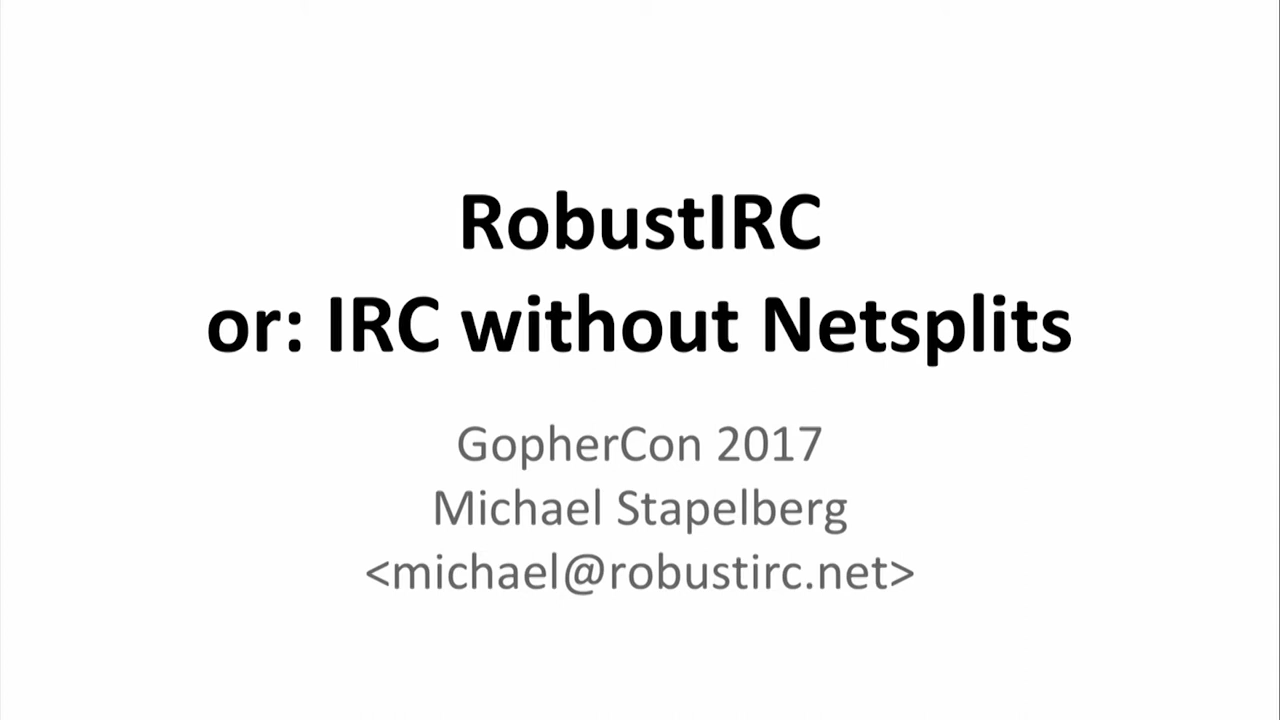 RobustIRC
or: IRC without Netsplits
GopherCon 2017
Michael Stapelberg
<michael@robustirc.net>